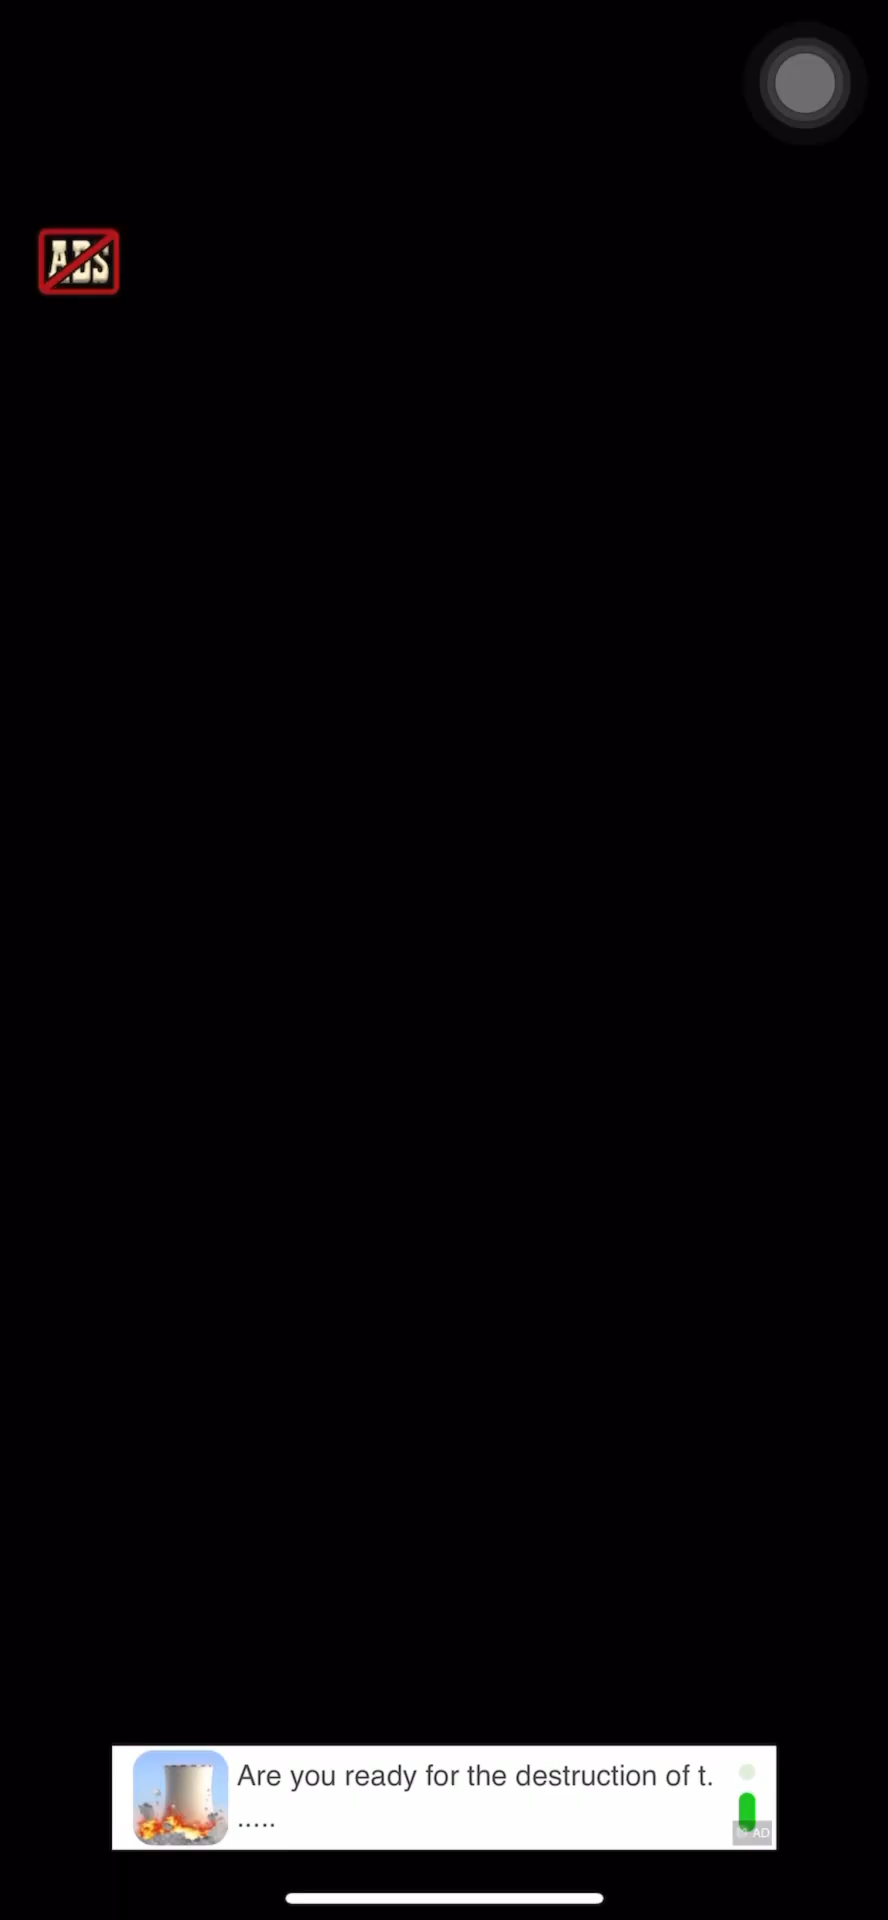 ADS
Are you ready for the destruction of t.
.....
AD